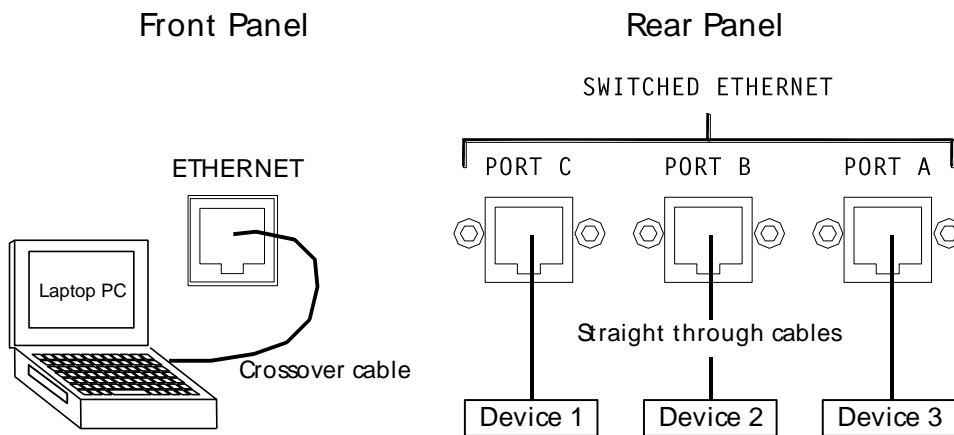 Front Panel
Rear Panel
SWITCHED ETHERNET
ETHERNET
PORT C
PORT B
PORT A
Laptop PC
Straight through cables
Crossover cable
Device 1
Device 2
Device 3